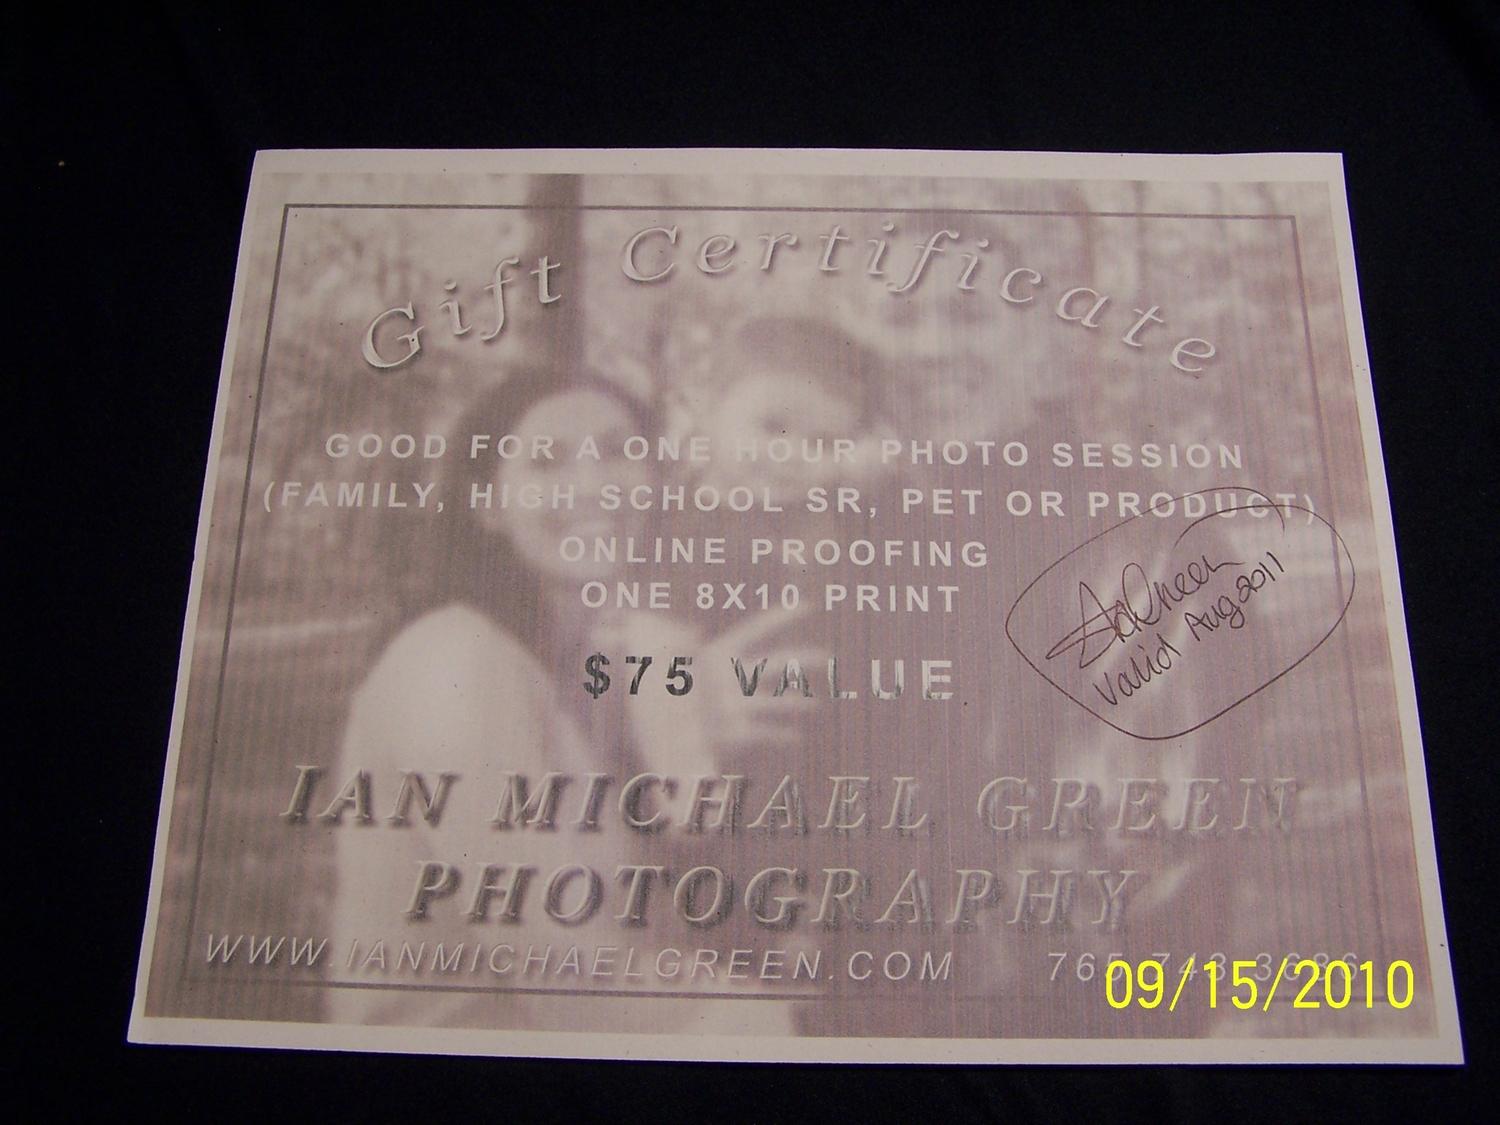 Gift Certificate
GOOD FOR A ONE HOUR PHOTO SESSION
(FAMILY, HIGH SCHOOL SR, PET OR PRODUCT)
ONLINE PROOFING
ONE 8X10 PRINT
Green
Valid Aug 2011
$75 VALUE
IAN MICHAEL GREEN
PHOTOGRAPHY
WWW.IANMICHAELGREEN.COM
09/15/2010